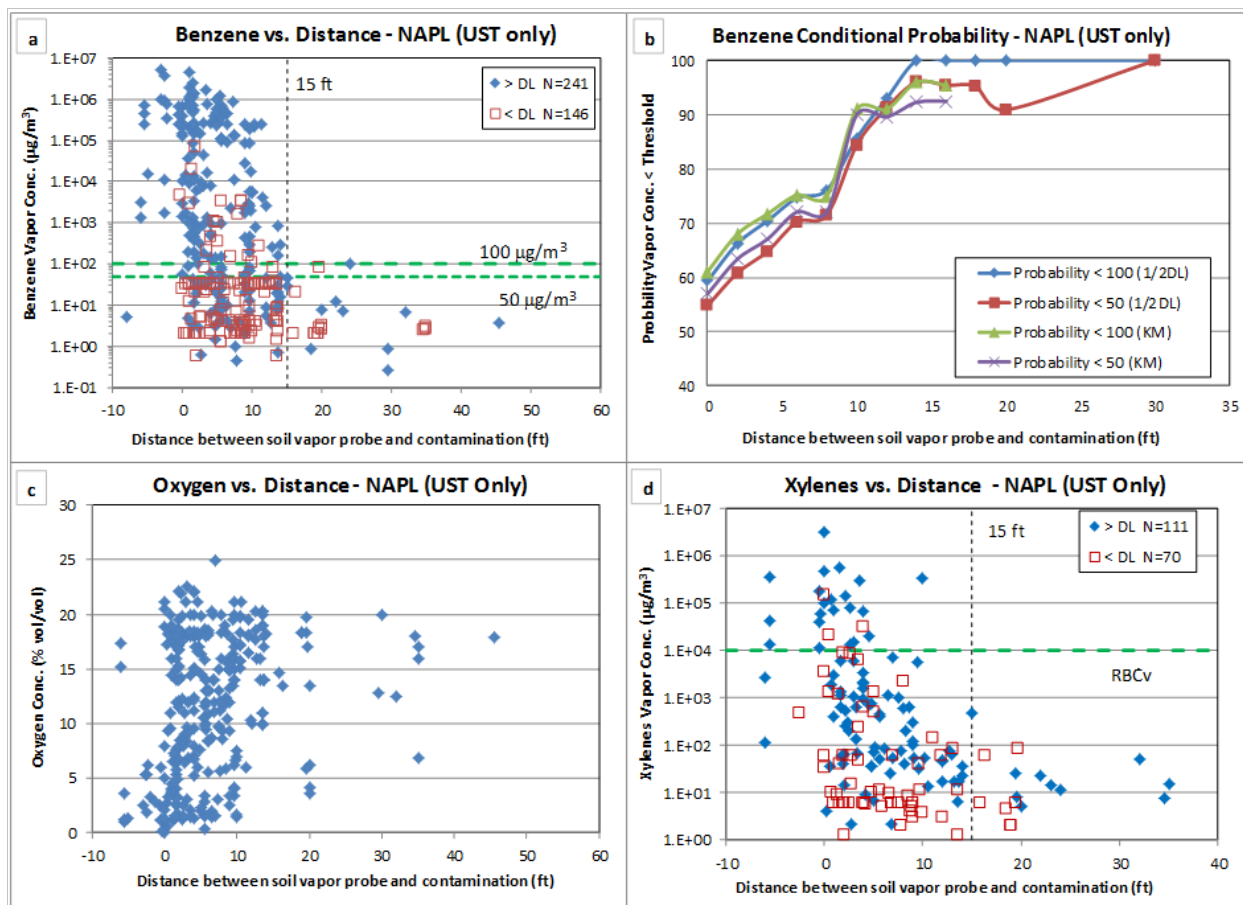 a
Benzene vs. Distance - NAPL (UST only)
Benzene Vapor Conc. (µg/m³)
1.E+07
1.E+06
1.E+05
1.E+04
1.E+03
1.E+02
1.E+01
1.E+00
1.E-01
15 ft
> DL N=241
< DL N=146
100 µg/m³
50 µg/m³
-10 0 10 20 30 40 50 60
Distance between soil vapor probe and contamination (ft)
b
Benzene Conditional Probability - NAPL (UST only)
Probblity Vapor Conc. < Threshold
100
90
80
70
60
50
40
Probability < 100 (1/2DL)
Probability < 50 (1/2 DL)
Probability < 100 (KM)
Probability < 50 (KM)
0 5 10 15 20 25 30 35
Distance between soil vapor probe and contamination (ft)
c
Oxygen vs. Distance - NAPL (UST Only)
Oxygen Conc. (% vol/vol)
30
25
20
15
10
5
0
-10 0 10 20 30 40 50 60
Distance between soil vapor probe and contamination (ft)
d
Xylenes vs. Distance - NAPL (UST Only)
Xylenes Vapor Conc. (µg/m³)
1.E+07
1.E+06
1.E+05
1.E+04
1.E+03
1.E+02
1.E+01
1.E+00
15 ft
> DL N=111
< DL N=70
RBCv
-10 0 10 20 30 40
Distance between soil vapor probe and contamination (ft)